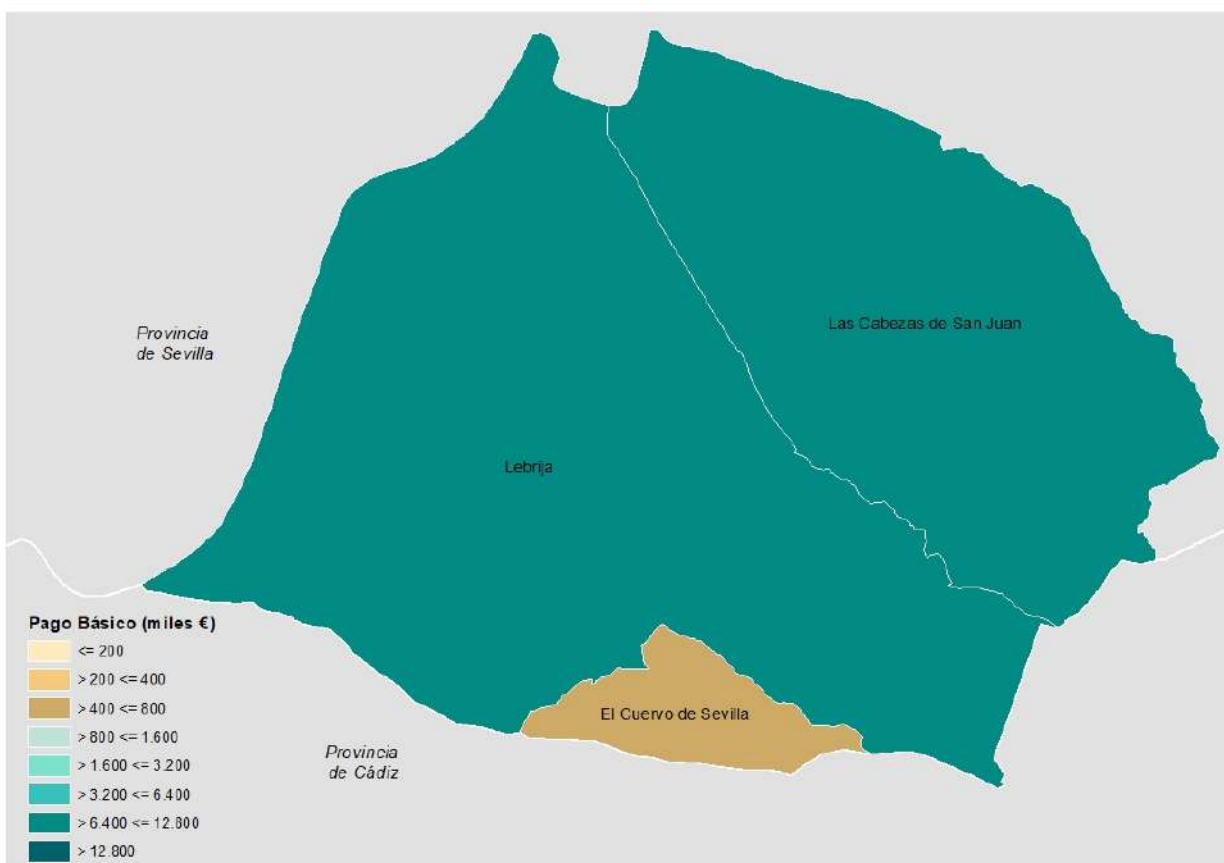 Las Cabezas de San Juan
Provincia
de Sevilla
Lebrija
El Cuervo de Sevilla
Provincia
de Cádiz
Pago Básico (miles €)
<= 200
> 200 <= 400
> 400 <= 800
> 800 <= 1.600
> 1.600 <= 3.200
> 3.200 <= 6.400
> 6.400 <= 12.800
> 12.800